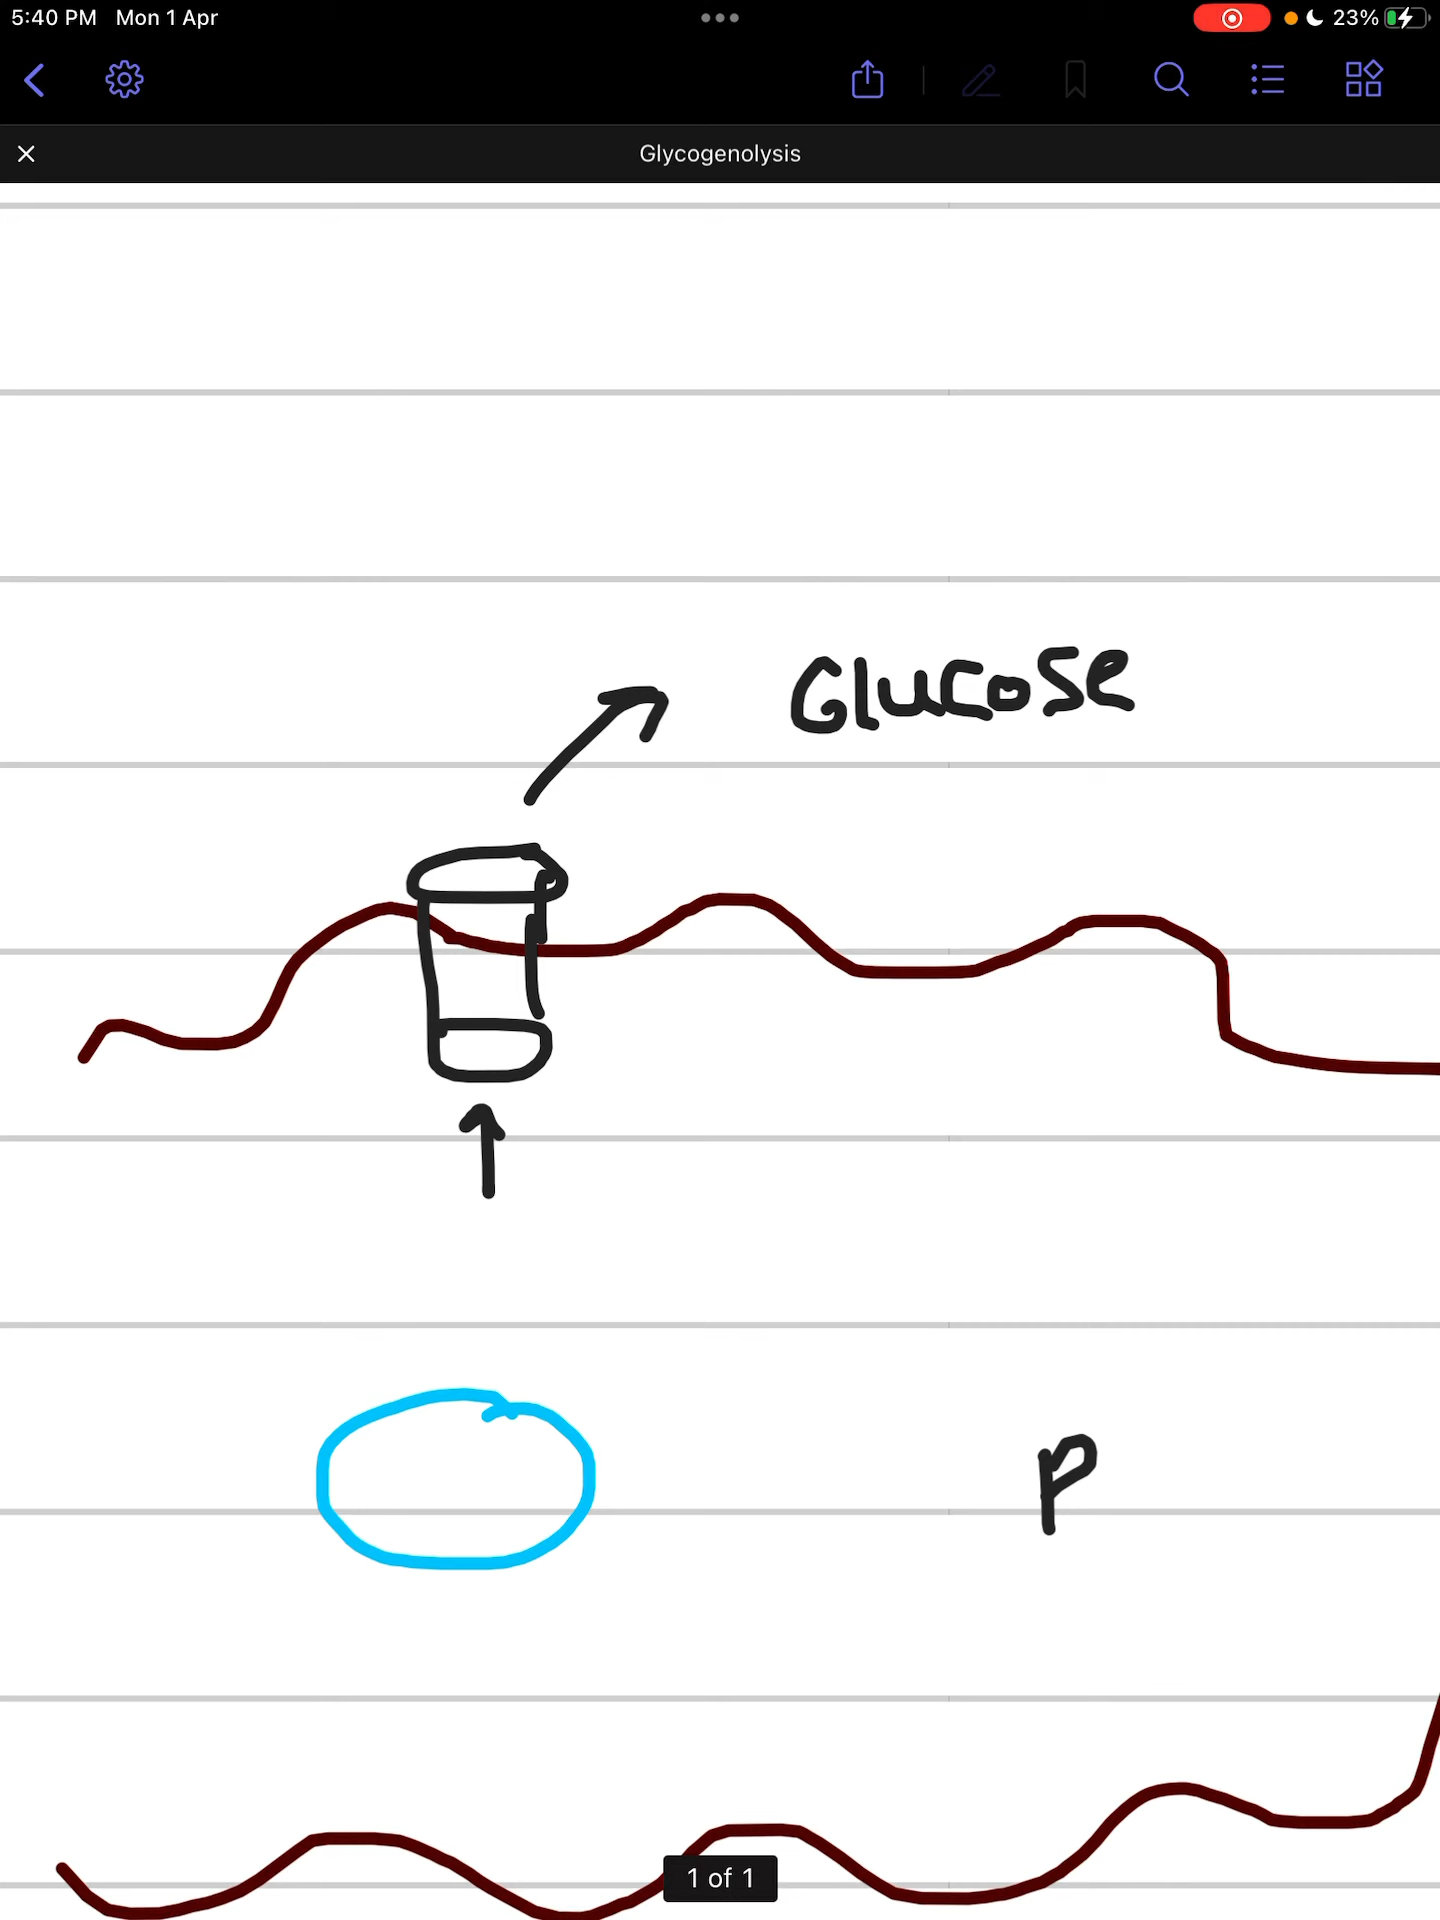 5:40 PM Mon 1 Apr 23%
Glycogenolysis
Glucose
P
1 of 1